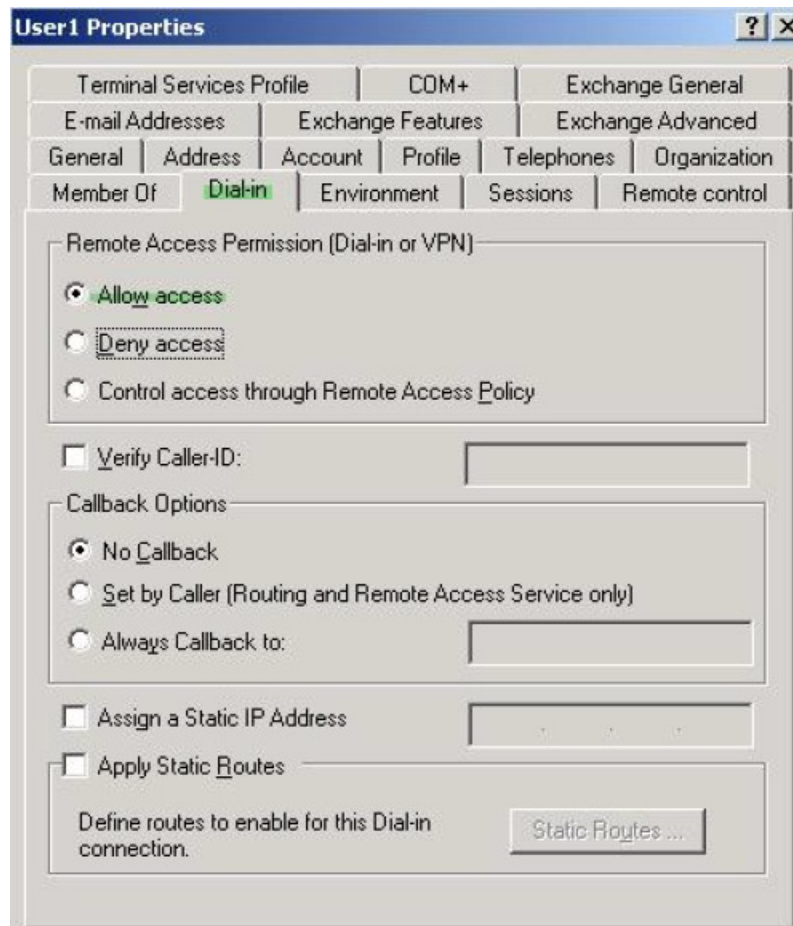 User1 Properties
Terminal Services Profile COM+ Exchange General
E-mail Addresses Exchange Features Exchange Advanced
General Address Account Profile Telephones Organization
Member Of Dial-in Environment Sessions Remote control
Remote Access Permission (Dial-in or VPN)
Allow access
Deny access
Control access through Remote Access Policy
Verify Caller-ID:
Callback Options
No Callback
Set by Caller (Routing and Remote Access Service only)
Always Callback to:
Assign a Static IP Address
Apply Static Routes
Define routes to enable for this Dial-in
connection.
Static Routes ...